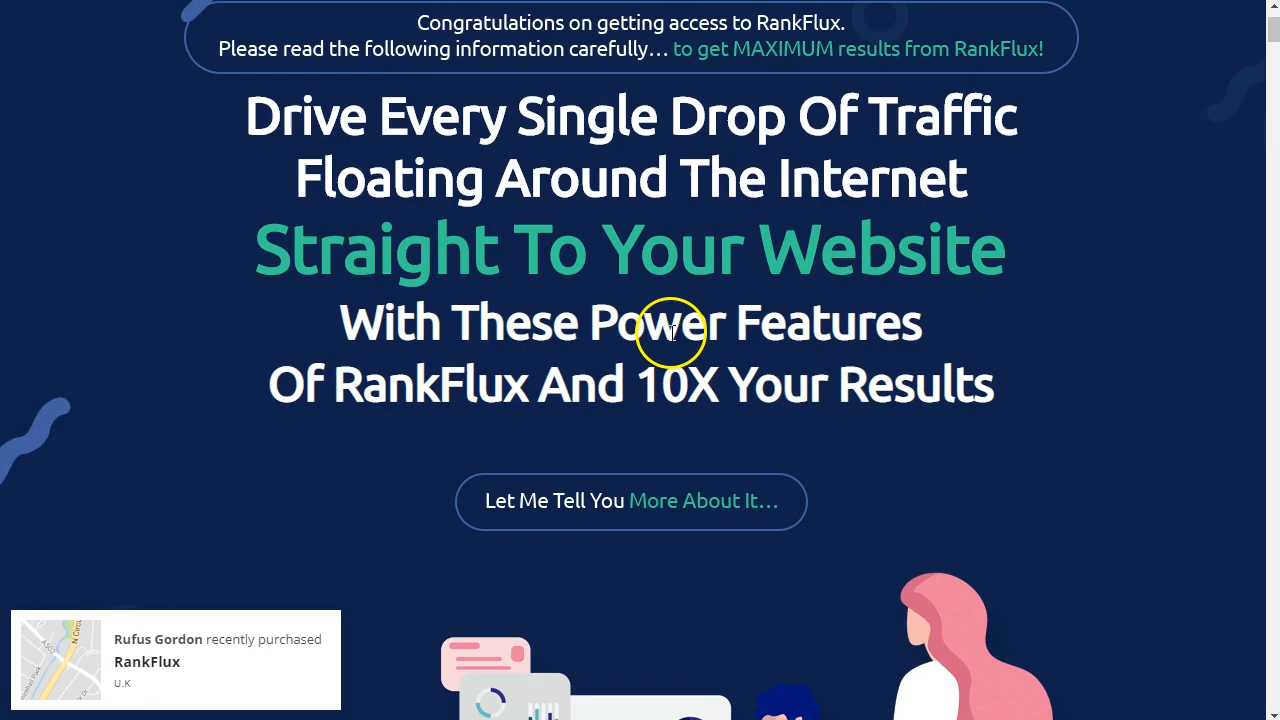 Congratulations on getting access to RankFlux.
Please read the following information carefully… to get MAXIMUM results from RankFlux!
Drive Every Single Drop Of Traffic
Floating Around The Internet
Straight To Your Website
With These Power Features
Of RankFlux And 10X Your Results
Let Me Tell You More About It…
Rufus Gordon recently purchased
RankFlux
U.K